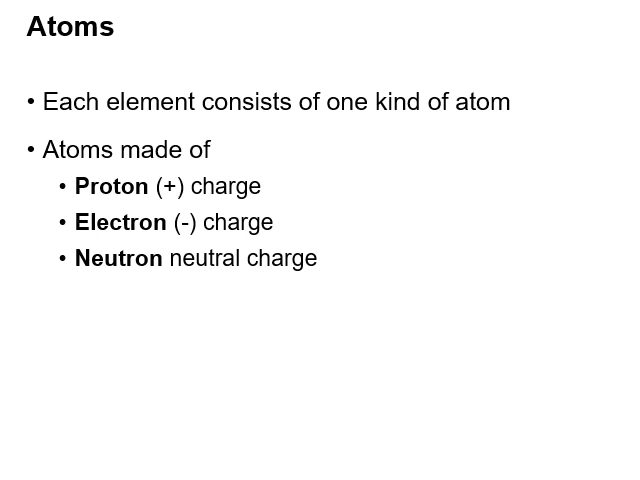 Atoms
• Each element consists of one kind of atom
• Atoms made of
• Proton (+) charge
• Electron (-) charge
• Neutron neutral charge